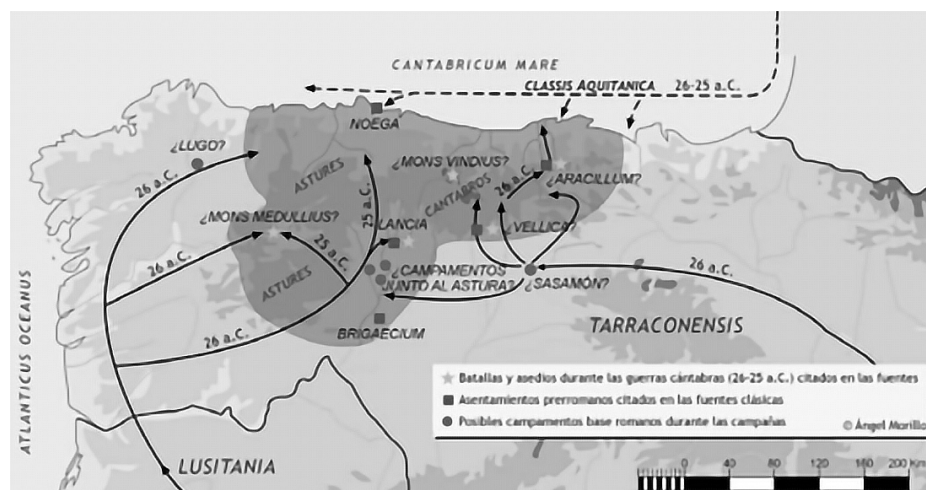 CANTABRICUM MARE
CLASSIS AQUITANICA 26-25 a.C.
NOEGA
¿LUGO?
26 a.C.
ASTURES
¿MONS VINDIUS?
CÁNTABROS
26 a.C.
¿ARACILLUM?
¿MONS MEDULLIUS?
25 a.C.
LANCIA
¿VELLICA?
26 a.C.
25 a.C.
ASTURES
¿CAMPAMENTOS
JUNTO AL ASTURA?
¿SASAMÓN?
26 a.C.
ATLANTICUS OCEANUS
26 a.C.
BRIGAECIUM
TARRACONENSIS
LUSITANIA
Batallas y asedios durante las guerras cántabras (26-25 a.C.) citados en las fuentes
Asentamientos prerromanos citados en las fuentes clásicas
Posibles campamentos base romanos durante las campañas
© Ángel Morillo
0 40 80 120 160 200 Km